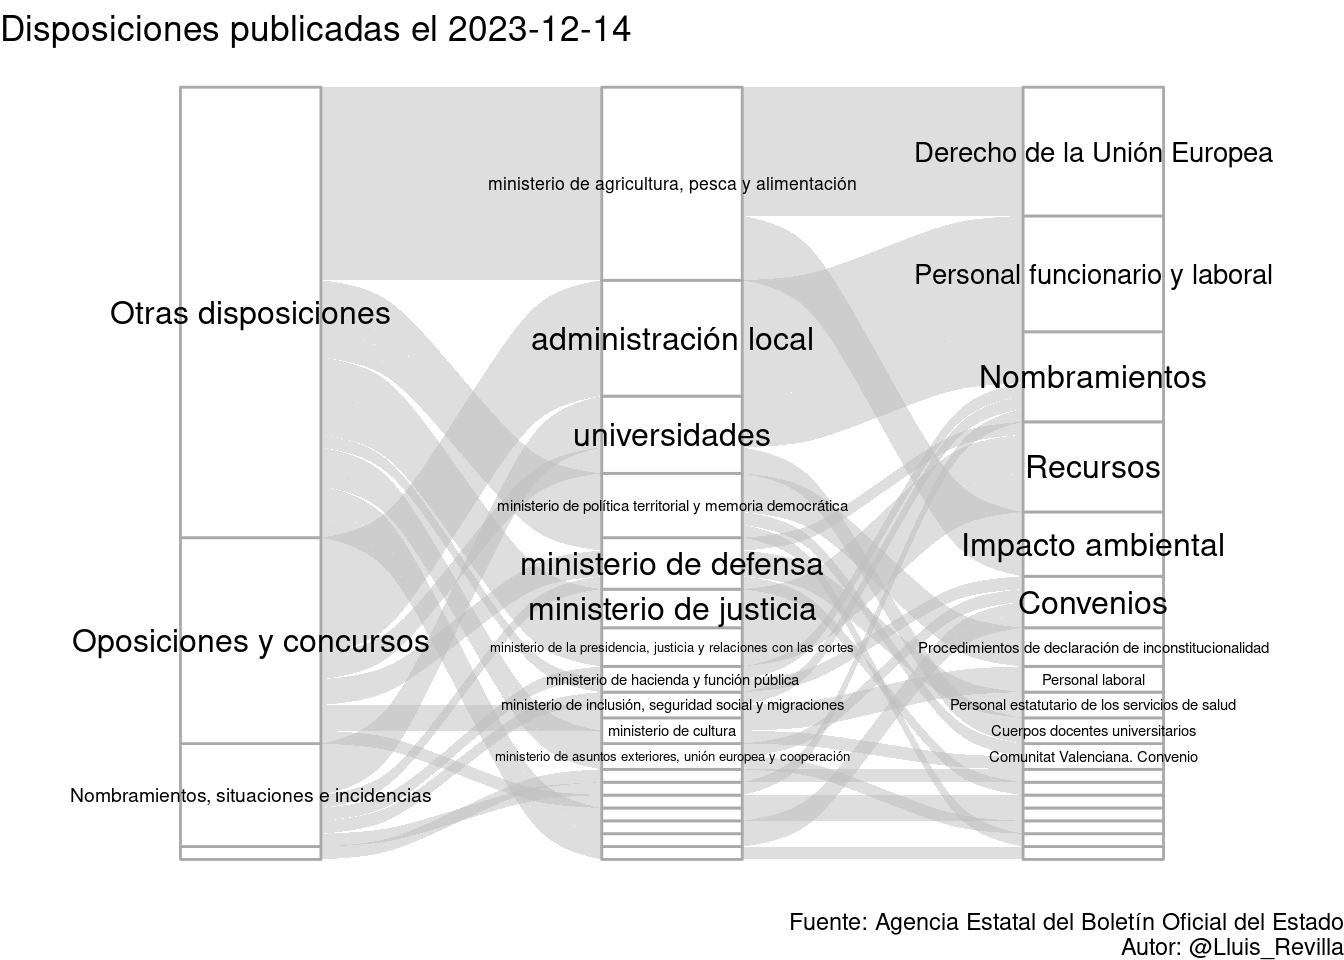 Disposiciones publicadas el 2023-12-14
Otras disposiciones
Oposiciones y concursos
Nombramientos, situaciones e incidencias
ministerio de agricultura, pesca y alimentación
administración local
universidades
ministerio de política territorial y memoria democrática
ministerio de defensa
ministerio de justicia
ministerio de la presidencia, justicia y relaciones con las cortes
ministerio de hacienda y función pública
ministerio de inclusión, seguridad social y migraciones
ministerio de cultura
ministerio de asuntos exteriores, unión europea y cooperación
Derecho de la Unión Europea
Personal funcionario y laboral
Nombramientos
Recursos
Impacto ambiental
Convenios
Procedimientos de declaración de inconstitucionalidad
Personal laboral
Personal estatutario de los servicios de salud
Cuerpos docentes universitarios
Comunitat Valenciana. Convenio
Fuente: Agencia Estatal del Boletín Oficial del Estado
Autor: @Lluis_Revilla